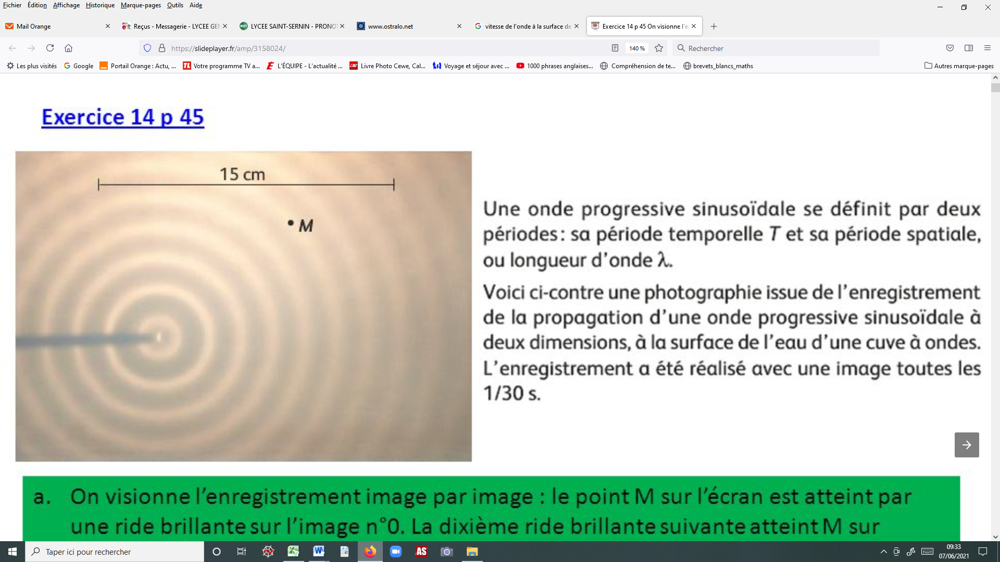 Fichier Édition Affichage Historique Marque-pages Outils Aide
Mail Orange
Reçus - Messagerie - LYCEE GEN
LYCEE SAINT-SERNIN - PRONOT
www.ostralo.net
vitesse de l'onde à la surface de
Exercice 14 p 45 On visionne l'e
https://slideplayer.fr/amp/3158024/
140 %
Rechercher
Les plus visités
Google
Portail Orange : Actu, ...
Votre programme TV a...
L'ÉQUIPE - L'actualité ...
Livre Photo Cewe, Cal...
Voyage et séjour avec ...
1000 phrases anglaises...
Compréhension de te...
brevets_blancs_maths
Autres marque-pages
Exercice 14 p 45
15 cm
M
Une onde progressive sinusoïdale se définit par deux
périodes : sa période temporelle T et sa période spatiale,
ou longueur d'onde λ.
Voici ci-contre une photographie issue de l'enregistrement
de la propagation d'une onde progressive sinusoïdale à
deux dimensions, à la surface de l'eau d'une cuve à ondes.
L'enregistrement a été réalisé avec une image toutes les
1/30 s.
a. On visionne l'enregistrement image par image : le point M sur l'écran est atteint par
une ride brillante sur l'image n°0. La dixième ride brillante suivante atteint M sur
Taper ici pour rechercher
09:33
07/06/2021